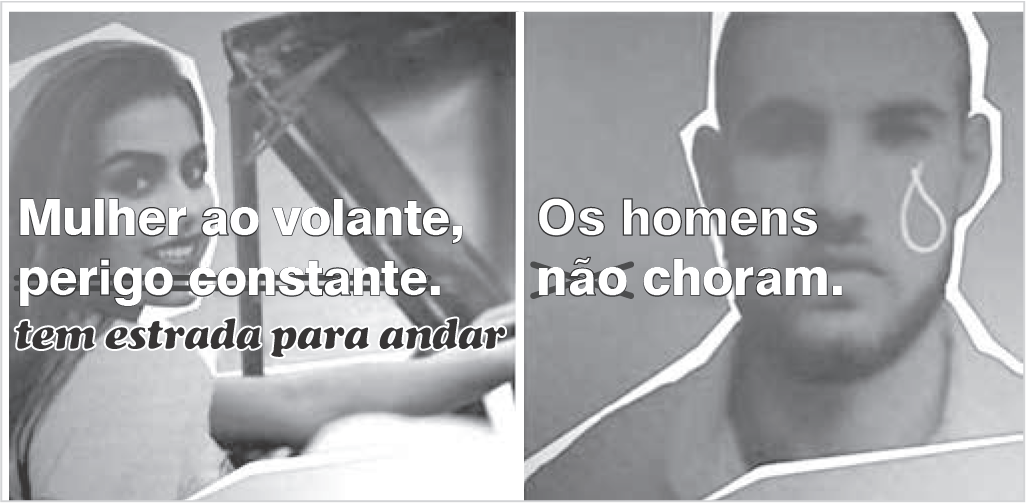 Mulher ao volante,
perigo constante.
tem estrada para andar
Os homens
não choram.